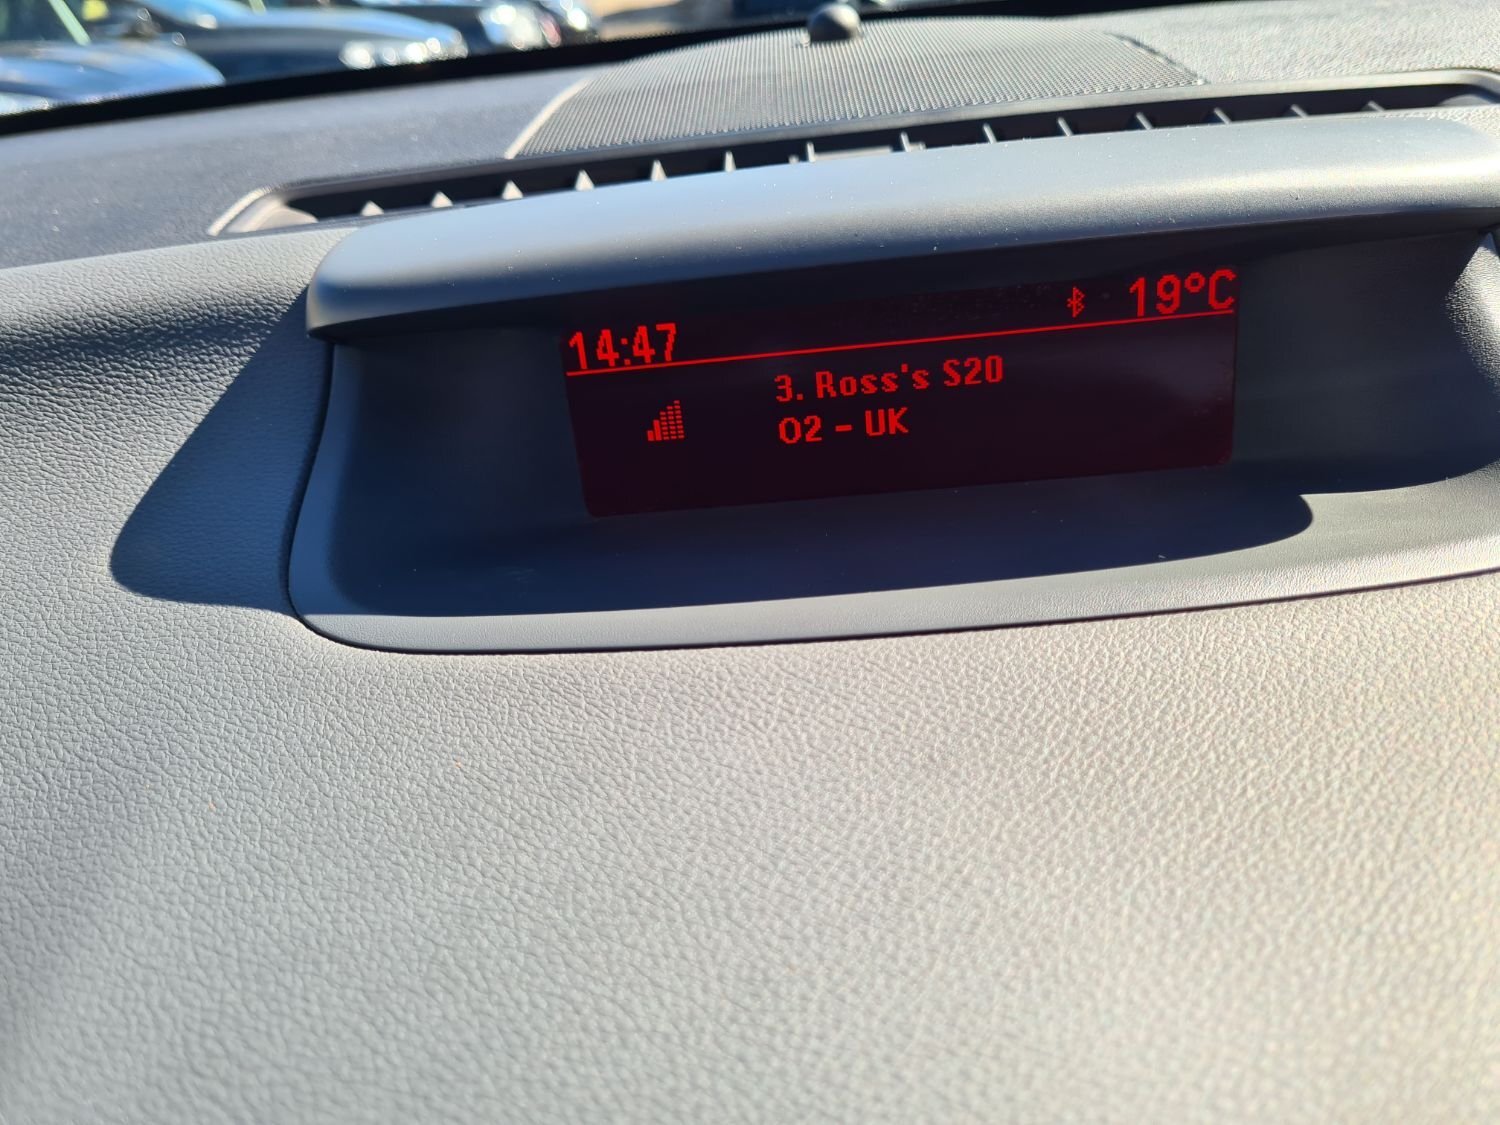 14:47
19°C
3. Ross's S20
O2 - UK